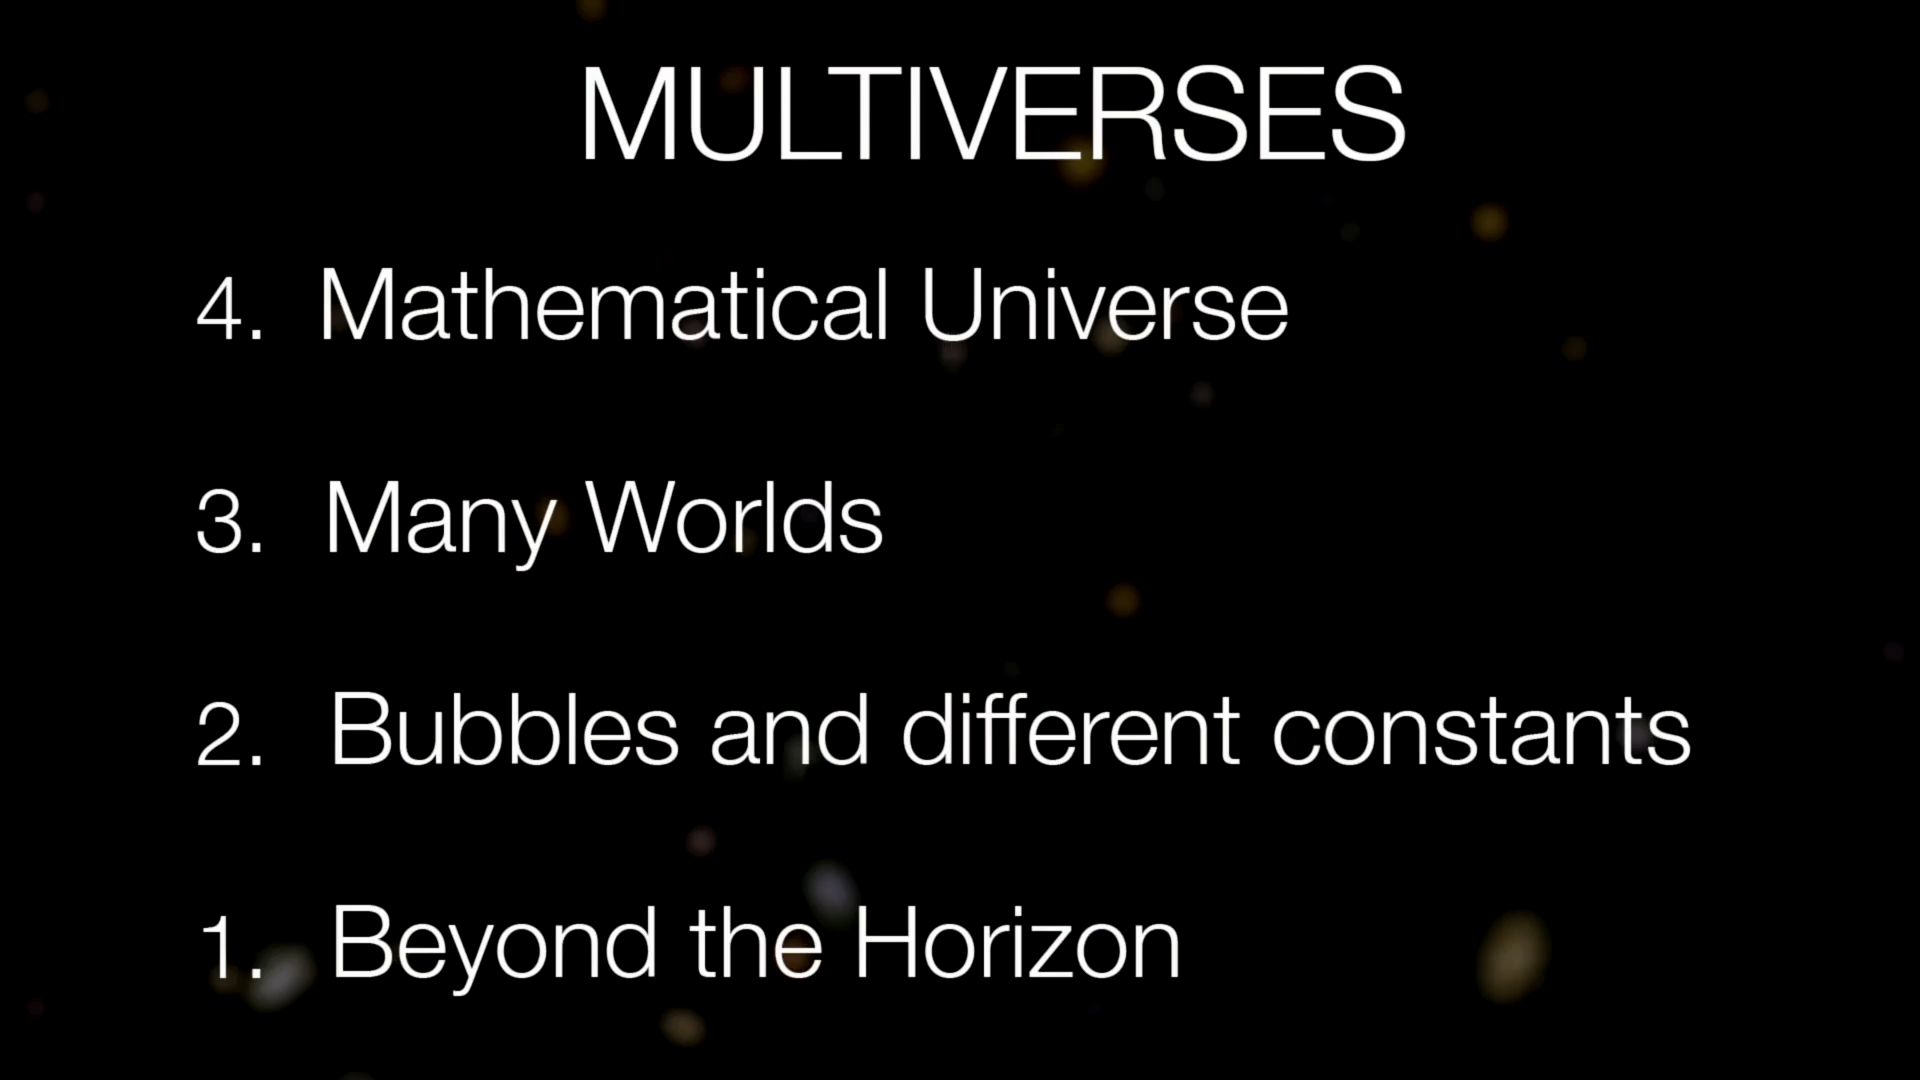 MULTIVERSES
4. Mathematical Universe
3. Many Worlds
2. Bubbles and different constants
1. Beyond the Horizon